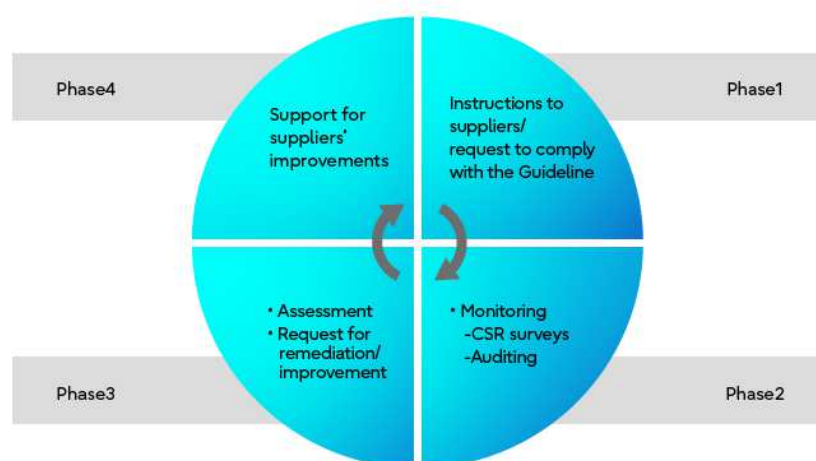 Phase4
Support for
suppliers'
improvements
Instructions to
suppliers/
request to comply
with the Guideline
Phase1
Phase3
• Assessment
• Request for
remediation/
improvement
• Monitoring
-CSR surveys
-Auditing
Phase2